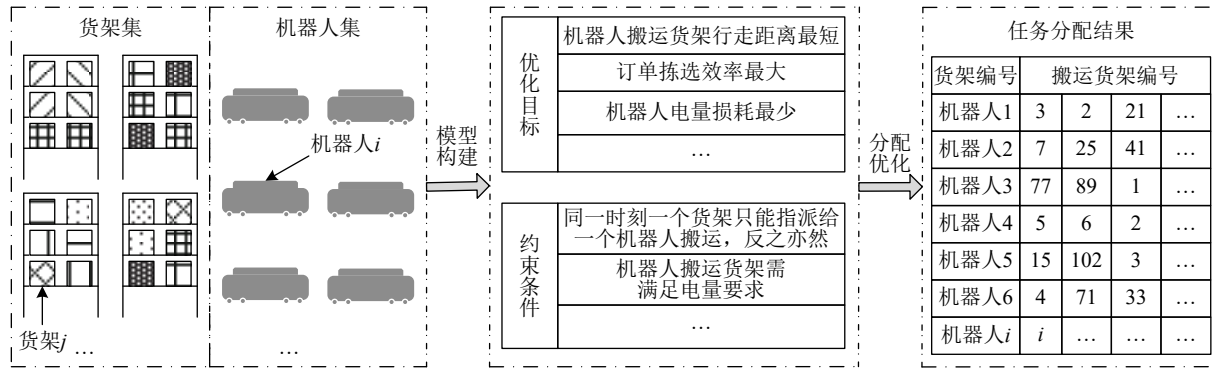 货架集
机器人集
机器人i
货架j
…
…
模型
构建
优化目标
机器人搬运货架行走距离最短
订单拣选效率最大
机器人电量损耗最少
…
约束条件
同一时刻一个货架只能指派给
一个机器人搬运，反之亦然
机器人搬运货架需
满足电量要求
…
分配
优化
任务分配结果
货架编号 搬运货架编号
机器人1 3 2 21 …
机器人2 7 25 41 …
机器人3 77 89 1 …
机器人4 5 6 2 …
机器人5 15 102 3 …
机器人6 4 71 33 …
机器人i i … … …